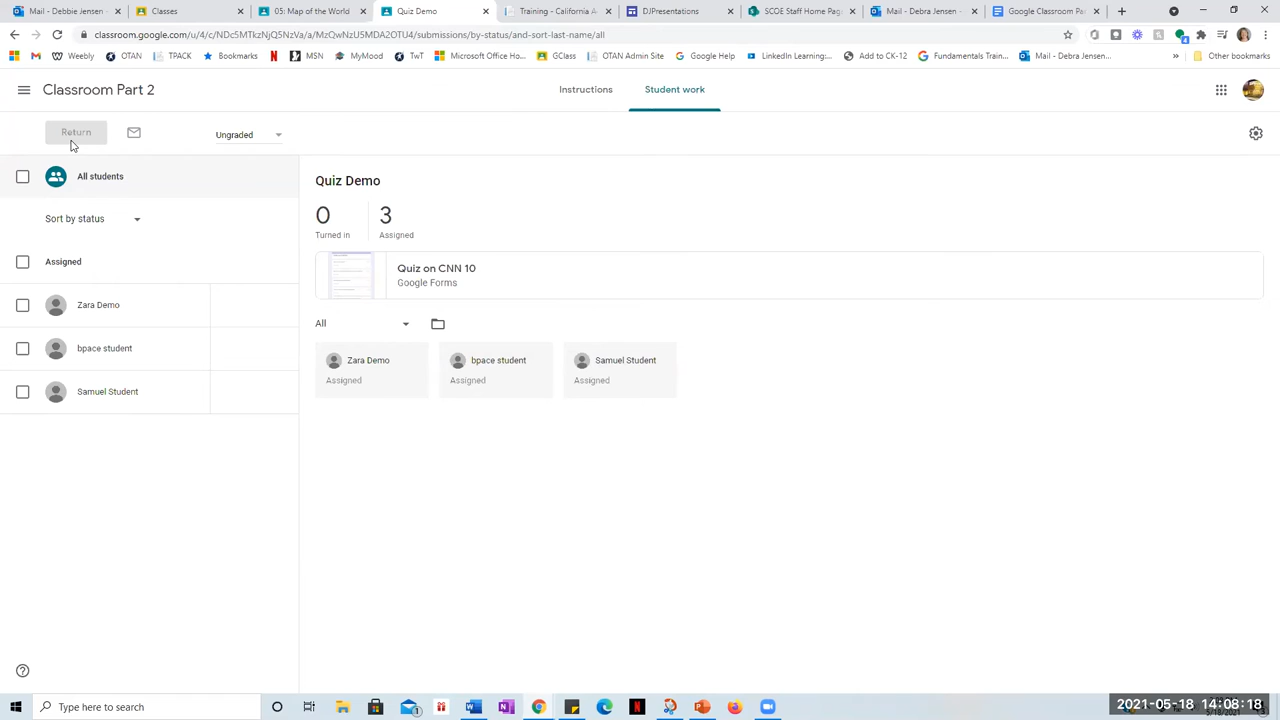 Mail - Debbie Jensen - 
Classes
05: Map of the World
Quiz Demo
Training - California A
DJPresentations
SCOE Staff Home Pag
Mail - Debra Jensen -
Google Classroom Pa
classroom.google.com/u/4/c/NDc5MTkzNjQ5NzVa/a/MzQwNzU5MDA2OTU4/submissions/by-status/and-sort-last-name/all
Weebly
OTAN
TPACK
Bookmarks
MSN
MyMood
TwT
Microsoft Office Ho...
GClass
OTAN Admin Site
Google Help
LinkedIn Learning:...
Add to CK-12
Fundamentals Train...
Mail - Debra Jensen...
»
Other bookmarks
Classroom Part 2
Instructions
Student work
Return
Ungraded
All students
Sort by status
Assigned
Zara Demo
bpace student
Samuel Student
Quiz Demo
0
3
Turned in
Assigned
Quiz on CNN 10
Google Forms
All
Zara Demo
Assigned
bpace student
Assigned
Samuel Student
Assigned
Type here to search
2021-05-18 14:08:18